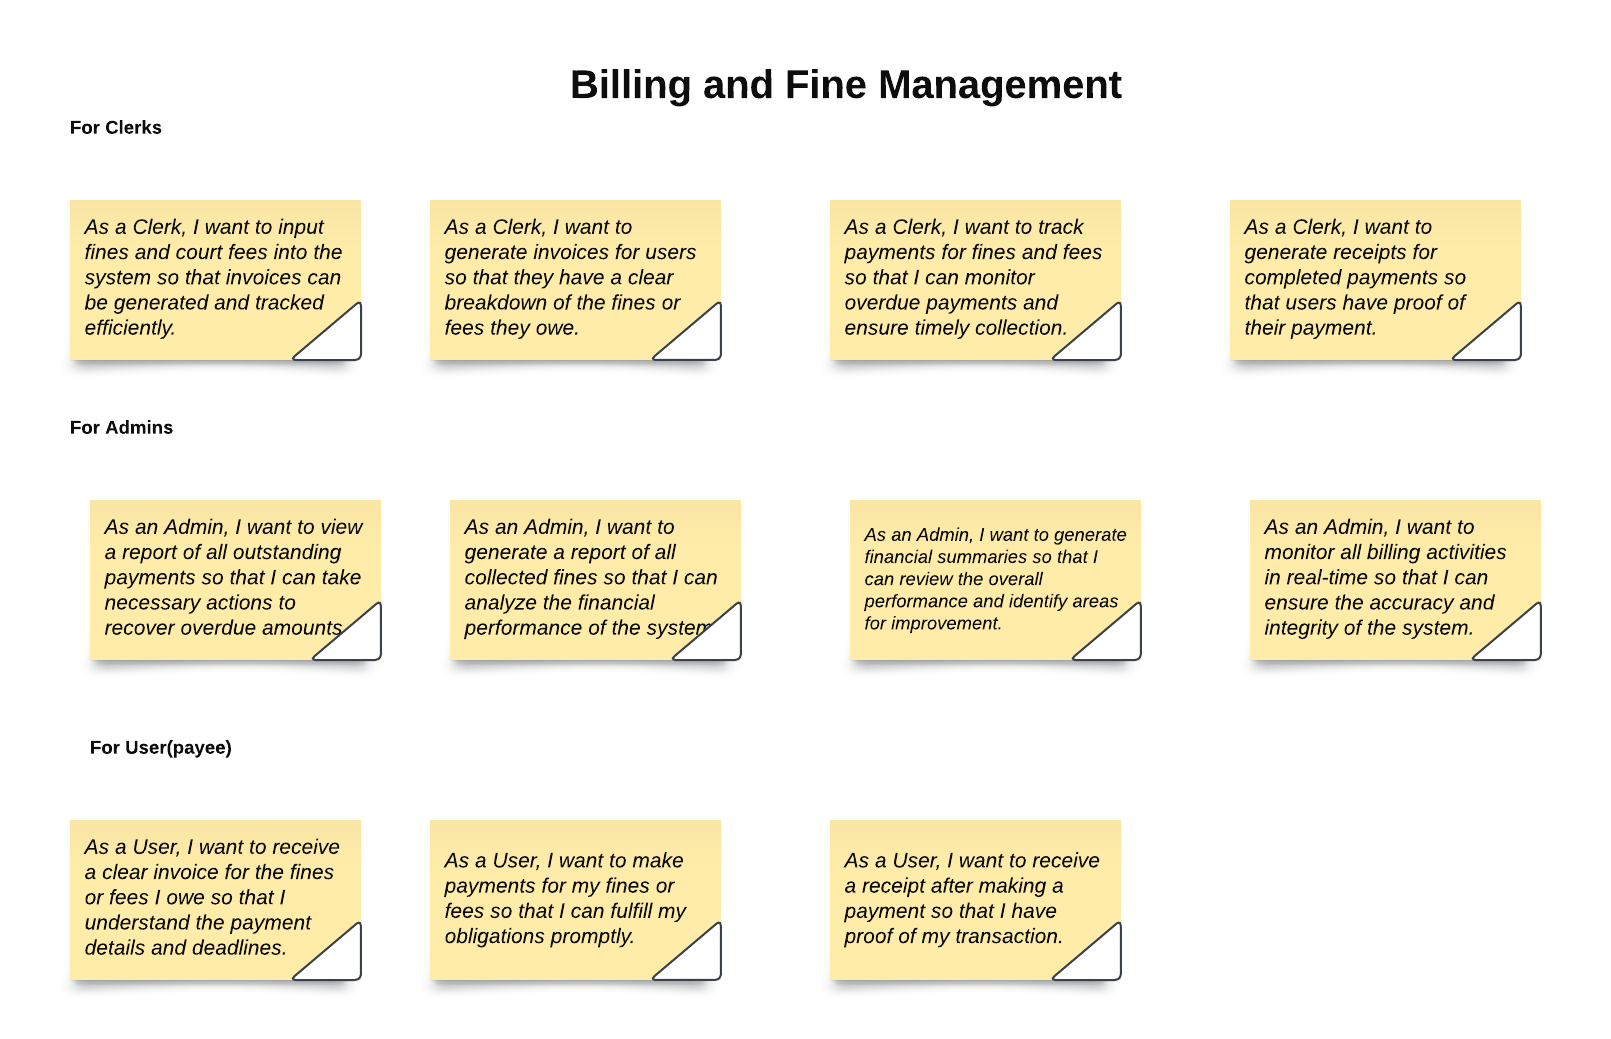 Billing and Fine Management
For Clerks
As a Clerk, I want to input
fines and court fees into the
system so that invoices can
be generated and tracked
efficiently.
As a Clerk, I want to
generate invoices for users
so that they have a clear
breakdown of the fines or
fees they owe.
As a Clerk, I want to track
payments for fines and fees
so that I can monitor
overdue payments and
ensure timely collection.
As a Clerk, I want to
generate receipts for
completed payments so
that users have proof of
their payment.
For Admins
As an Admin, I want to view
a report of all outstanding
payments so that I can take
necessary actions to
recover overdue amounts
As an Admin, I want to
generate a report of all
collected fines so that I can
analyze the financial
performance of the system
As an Admin, I want to generate
financial summaries so that I
can review the overall
performance and identify areas
for improvement.
As an Admin, I want to
monitor all billing activities
in real-time so that I can
ensure the accuracy and
integrity of the system.
For User(payee)
As a User, I want to receive
a clear invoice for the fines
or fees I owe so that I
understand the payment
details and deadlines.
As a User, I want to make
payments for my fines or
fees so that I can fulfill my
obligations promptly.
As a User, I want to receive
a receipt after making a
payment so that I have
proof of my transaction.